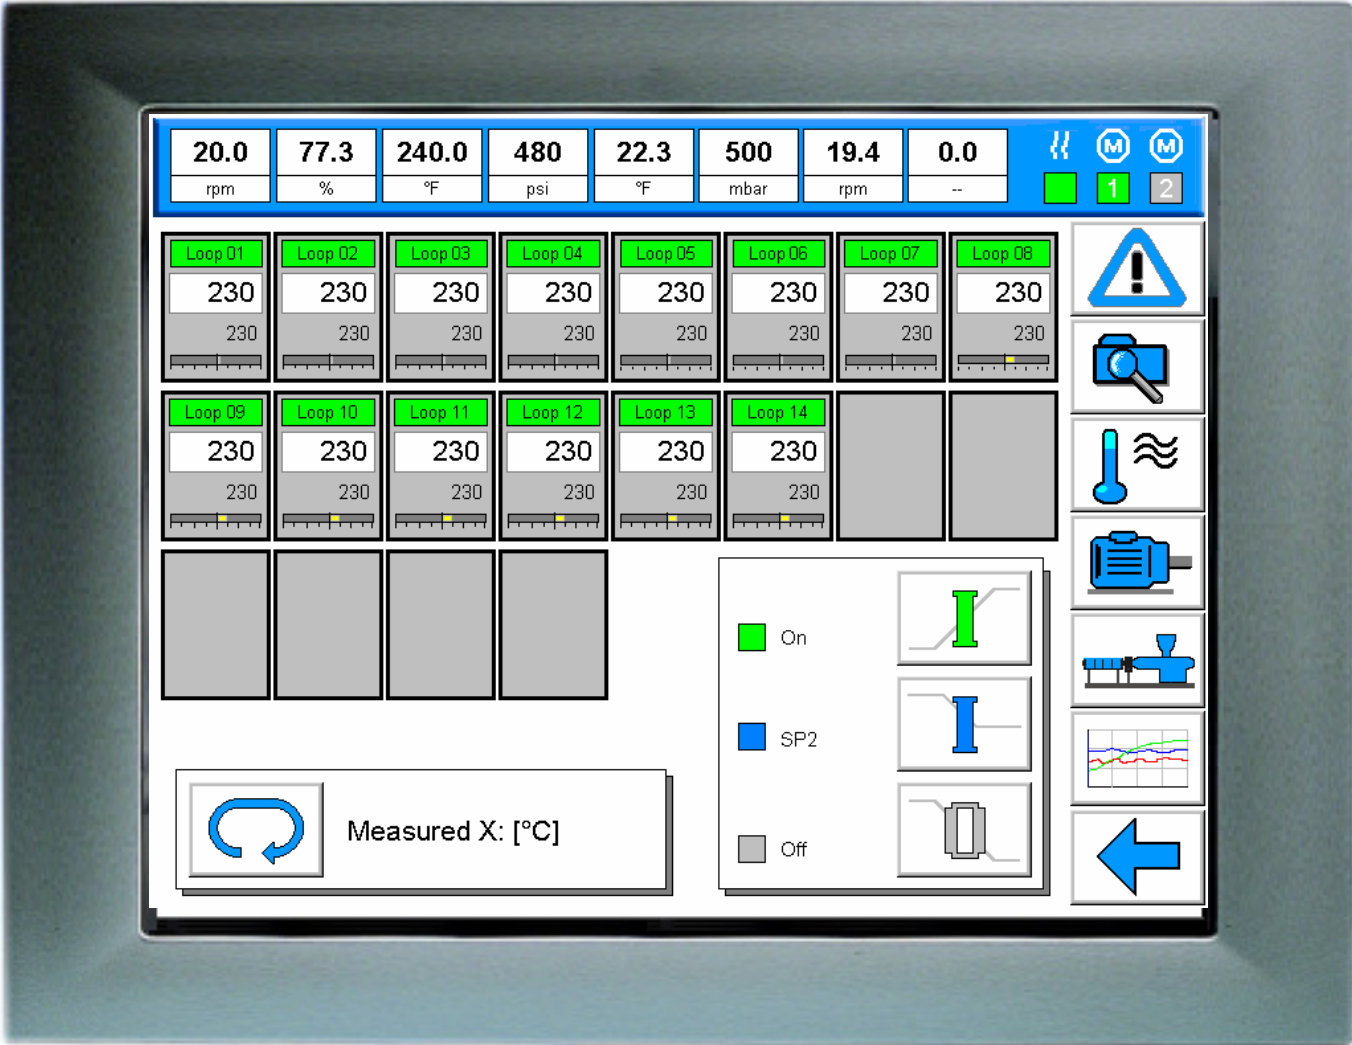 20.0 77.3 240.0 480 22.3 500 19.4 0.0 M M
rpm % °F psi °F mbar rpm -- 1 2
Loop 01 Loop 02 Loop 03 Loop 04 Loop 05 Loop 06 Loop 07 Loop 08
230 230 230 230 230 230 230 230
230 230 230 230 230 230 230 230
Loop 09 Loop 10 Loop 11 Loop 12 Loop 13 Loop 14
230 230 230 230 230 230
230 230 230 230 230 230
On
SP2
Measured X: [°C]
Off